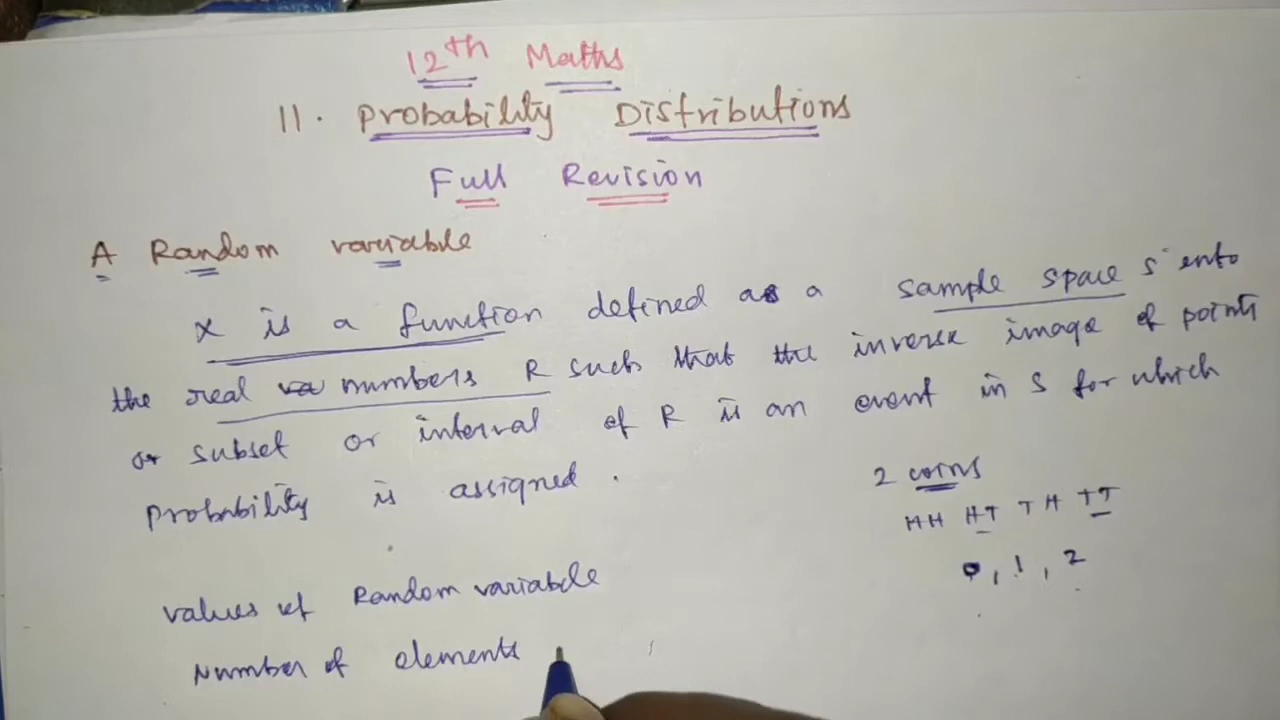 12th Maths
11. Probability Distributions
Full Revision
A Random variable
X is a function defined as a sample space S into
the real numbers R such that the inverse image of points
or subset or interval of R is an event in S for which
probability is assigned.
2 coins
HH HT TH TT
0, 1, 2
values of Random variable
Number of elements